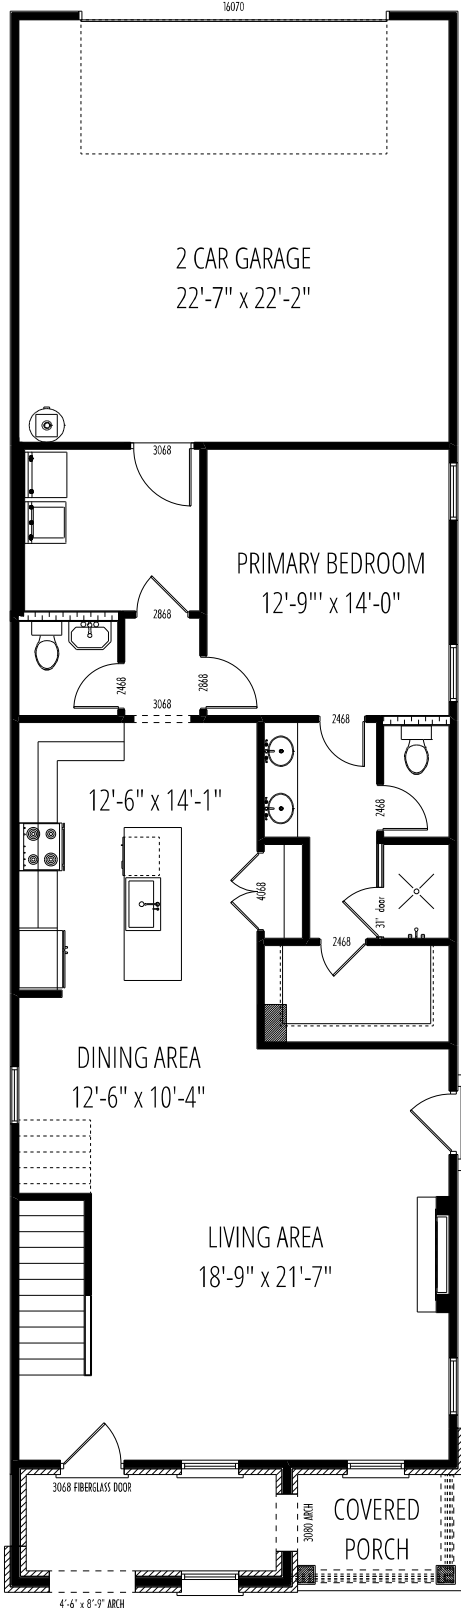 16070
2 CAR GARAGE
22'-7" x 22'-2"
3068
PRIMARY BEDROOM
12'-9"' x 14'-0"
2868
2468
2868
3068
2468
12'-6" x 14'-1"
2468
4068
31" door
2468
DINING AREA
12'-6" x 10'-4"
LIVING AREA
18'-9" x 21'-7"
3068 FIBERGLASS DOOR
3080 ARCH
COVERED
PORCH
4'-6" x 8'-9" ARCH